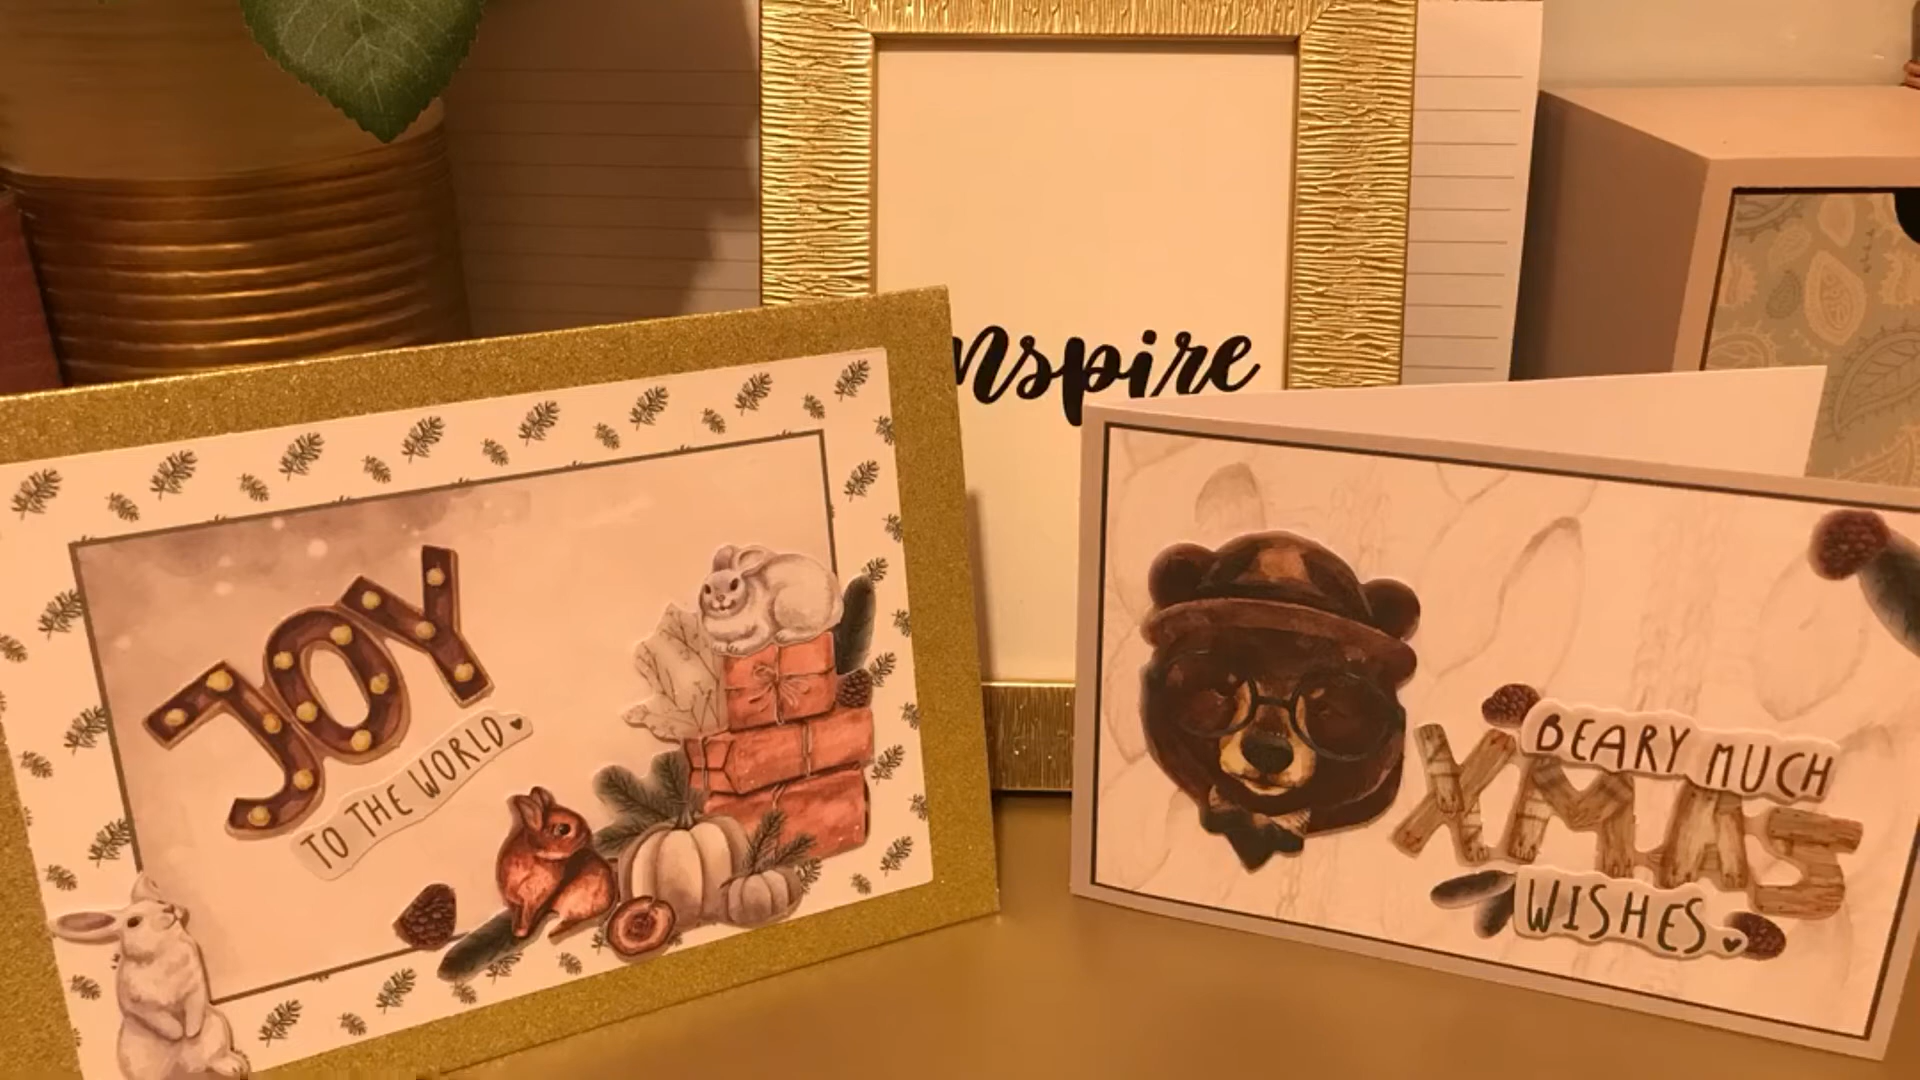 nspire
JOY
TO THE WORLD
BEARY MUCH
XMAS
WISHES